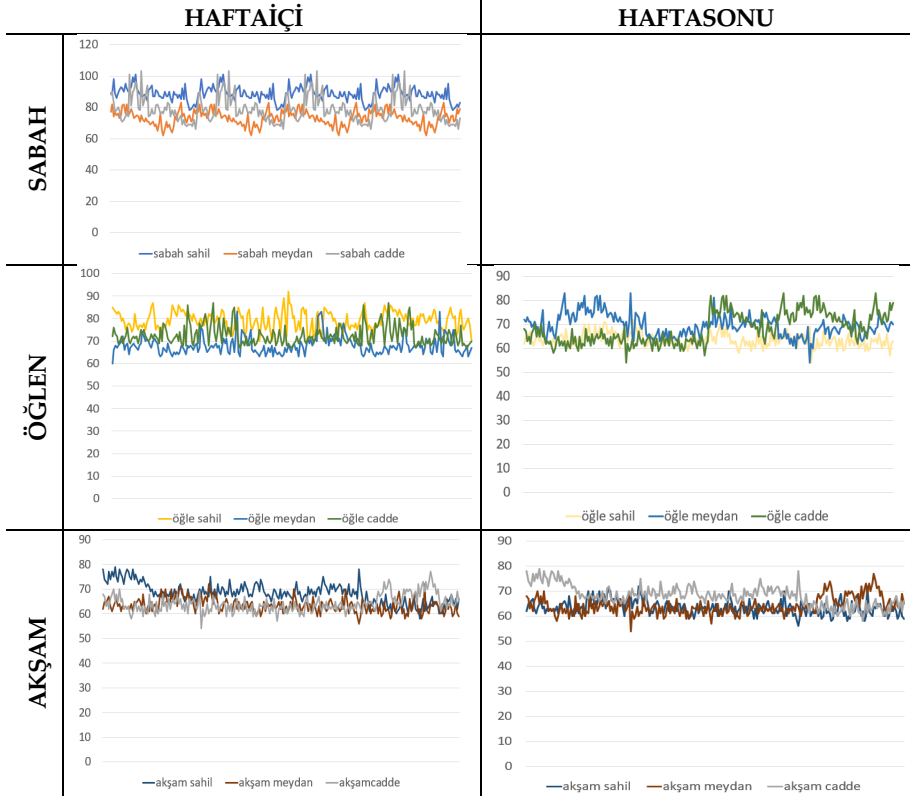 HAFTAİÇİ
HAFTASONU
SABAH
120
100
80
60
40
20
0
sabah sahil
sabah meydan
sabah cadde
ÖĞLEN
100
90
80
70
60
50
40
30
20
10
0
öğle sahil
öğle meydan
öğle cadde
90
80
70
60
50
40
30
20
10
0
öğle sahil
öğle meydan
öğle cadde
AKŞAM
90
80
70
60
50
40
30
20
10
0
akşam sahil
akşam meydan
akşamcadde
90
80
70
60
50
40
30
20
10
0
akşam sahil
akşam meydan
akşam cadde